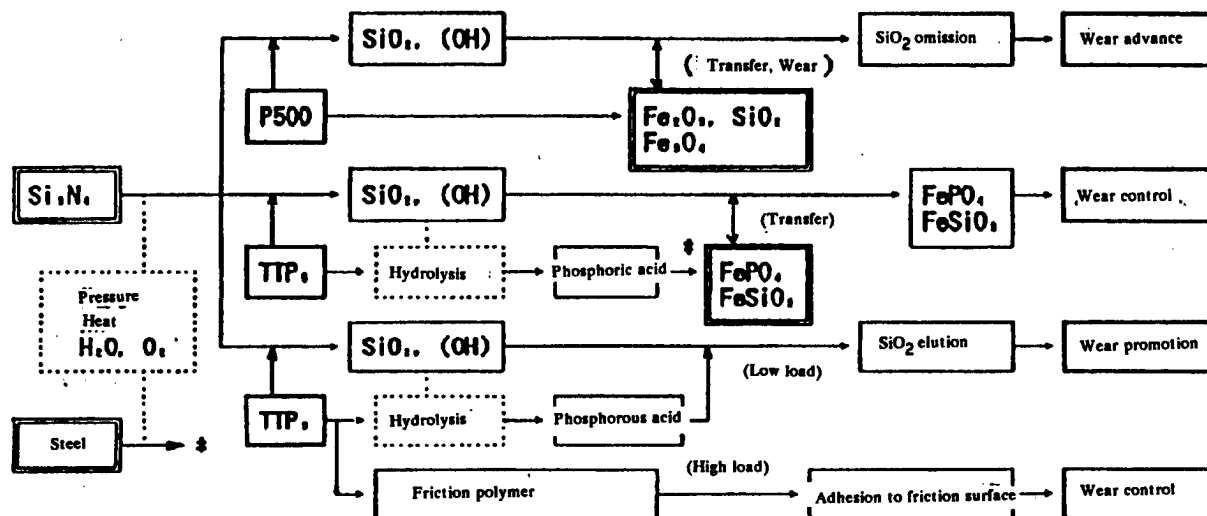 SiO₂, (OH)
SiO₂ omission
Wear advance
( Transfer, Wear )
P500
Fe₂O₃, SiO₂
Fe₃O₄
Si₃N₄
SiO₂, (OH)
FePO₄
FeSiO₃
Wear control
(Transfer)
TTP₅
Hydrolysis
Phosphoric acid
‡
FePO₄
FeSiO₃
Pressure
Heat
H₂O, O₂
SiO₂, (OH)
SiO₂ elution
Wear promotion
(Low load)
TTP₃
Hydrolysis
Phosphorous acid
Steel
‡
(High load)
Friction polymer
Adhesion to friction surface
Wear control